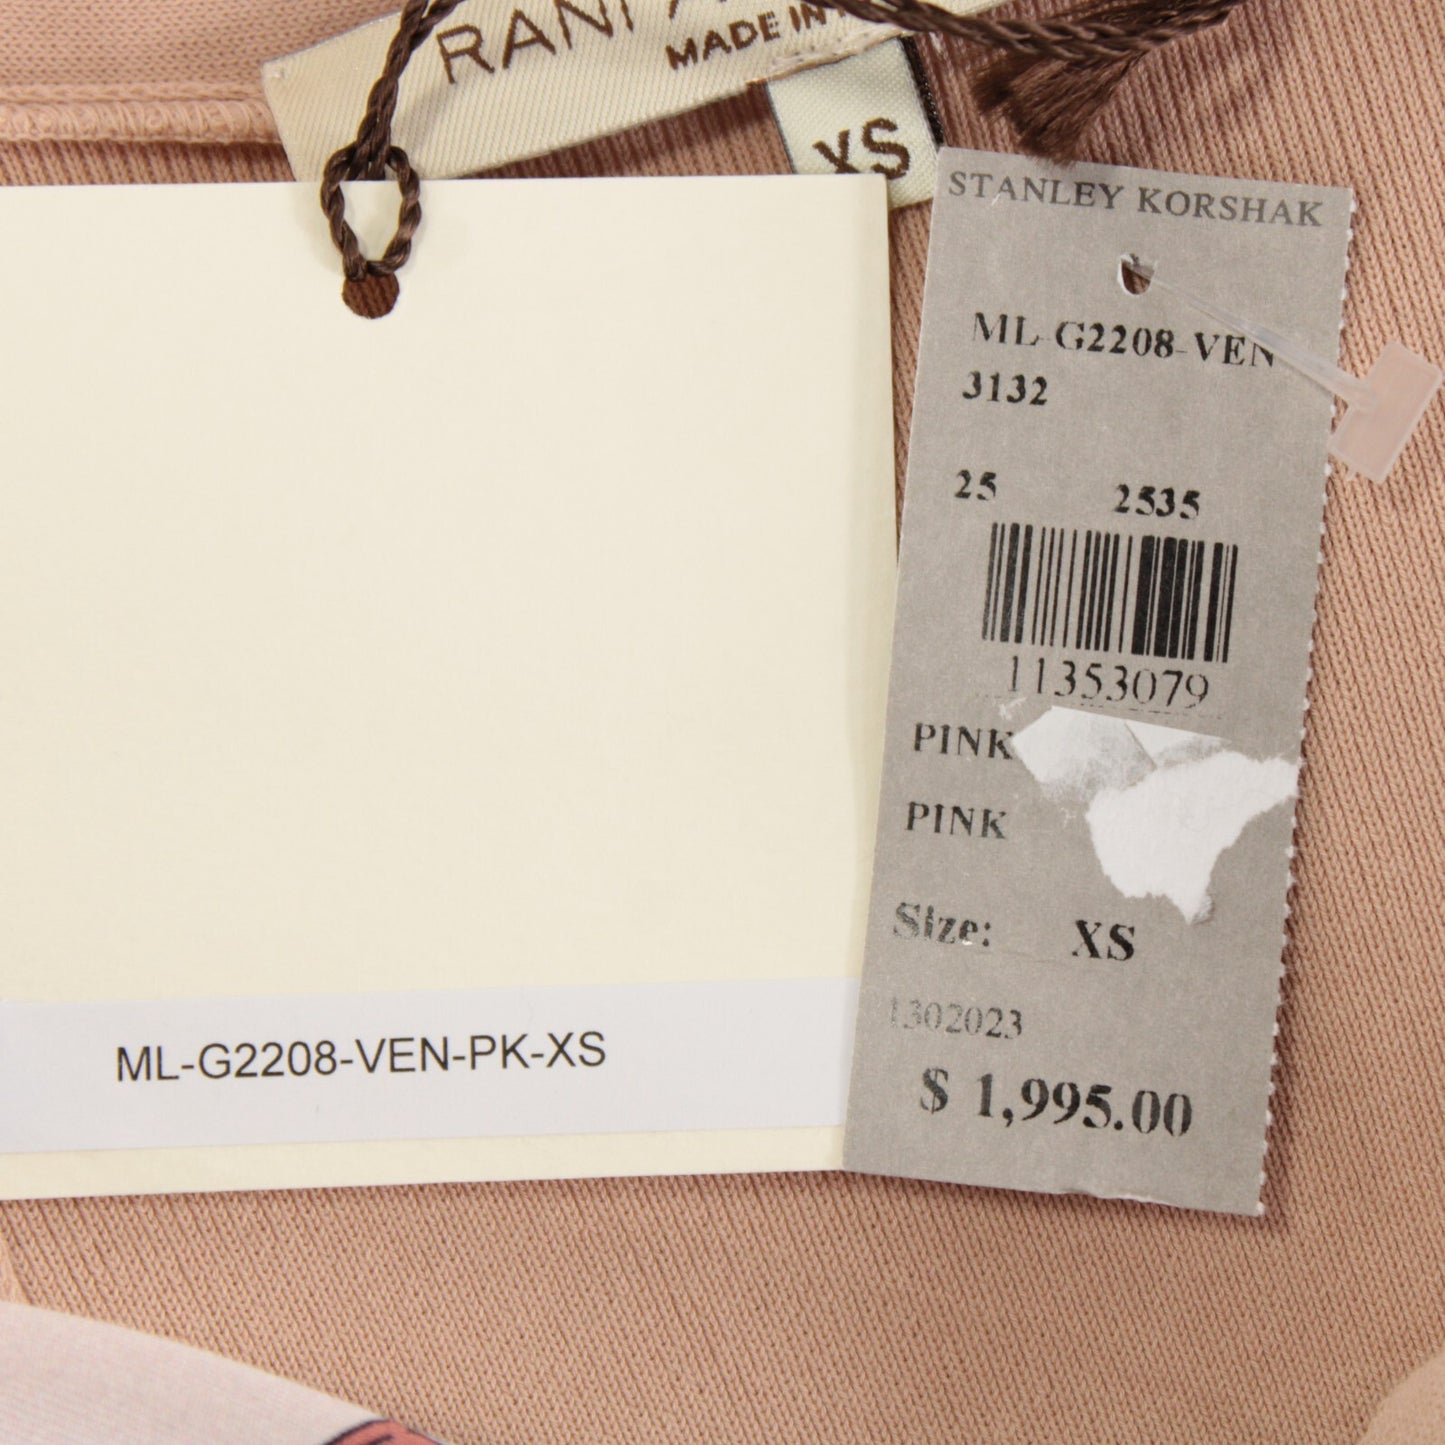 RANI
MADE IN
XS
STANLEY KORSHAK
ML-G2208-VEN
3132
25 2535
11353079
PINK
PINK
Size: XS
1302023
$ 1,995.00
ML-G2208-VEN-PK-XS